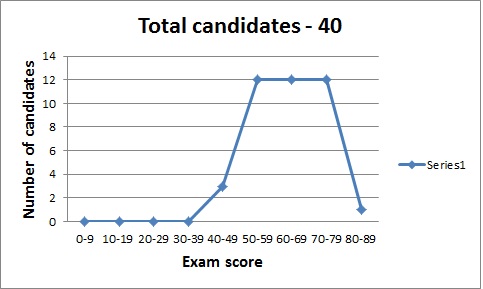 Total candidates - 40
Number of candidates
14
12
10
8
6
4
2
0
0-9 10-19 20-29 30-39 40-49 50-59 60-69 70-79 80-89
Exam score
Series1